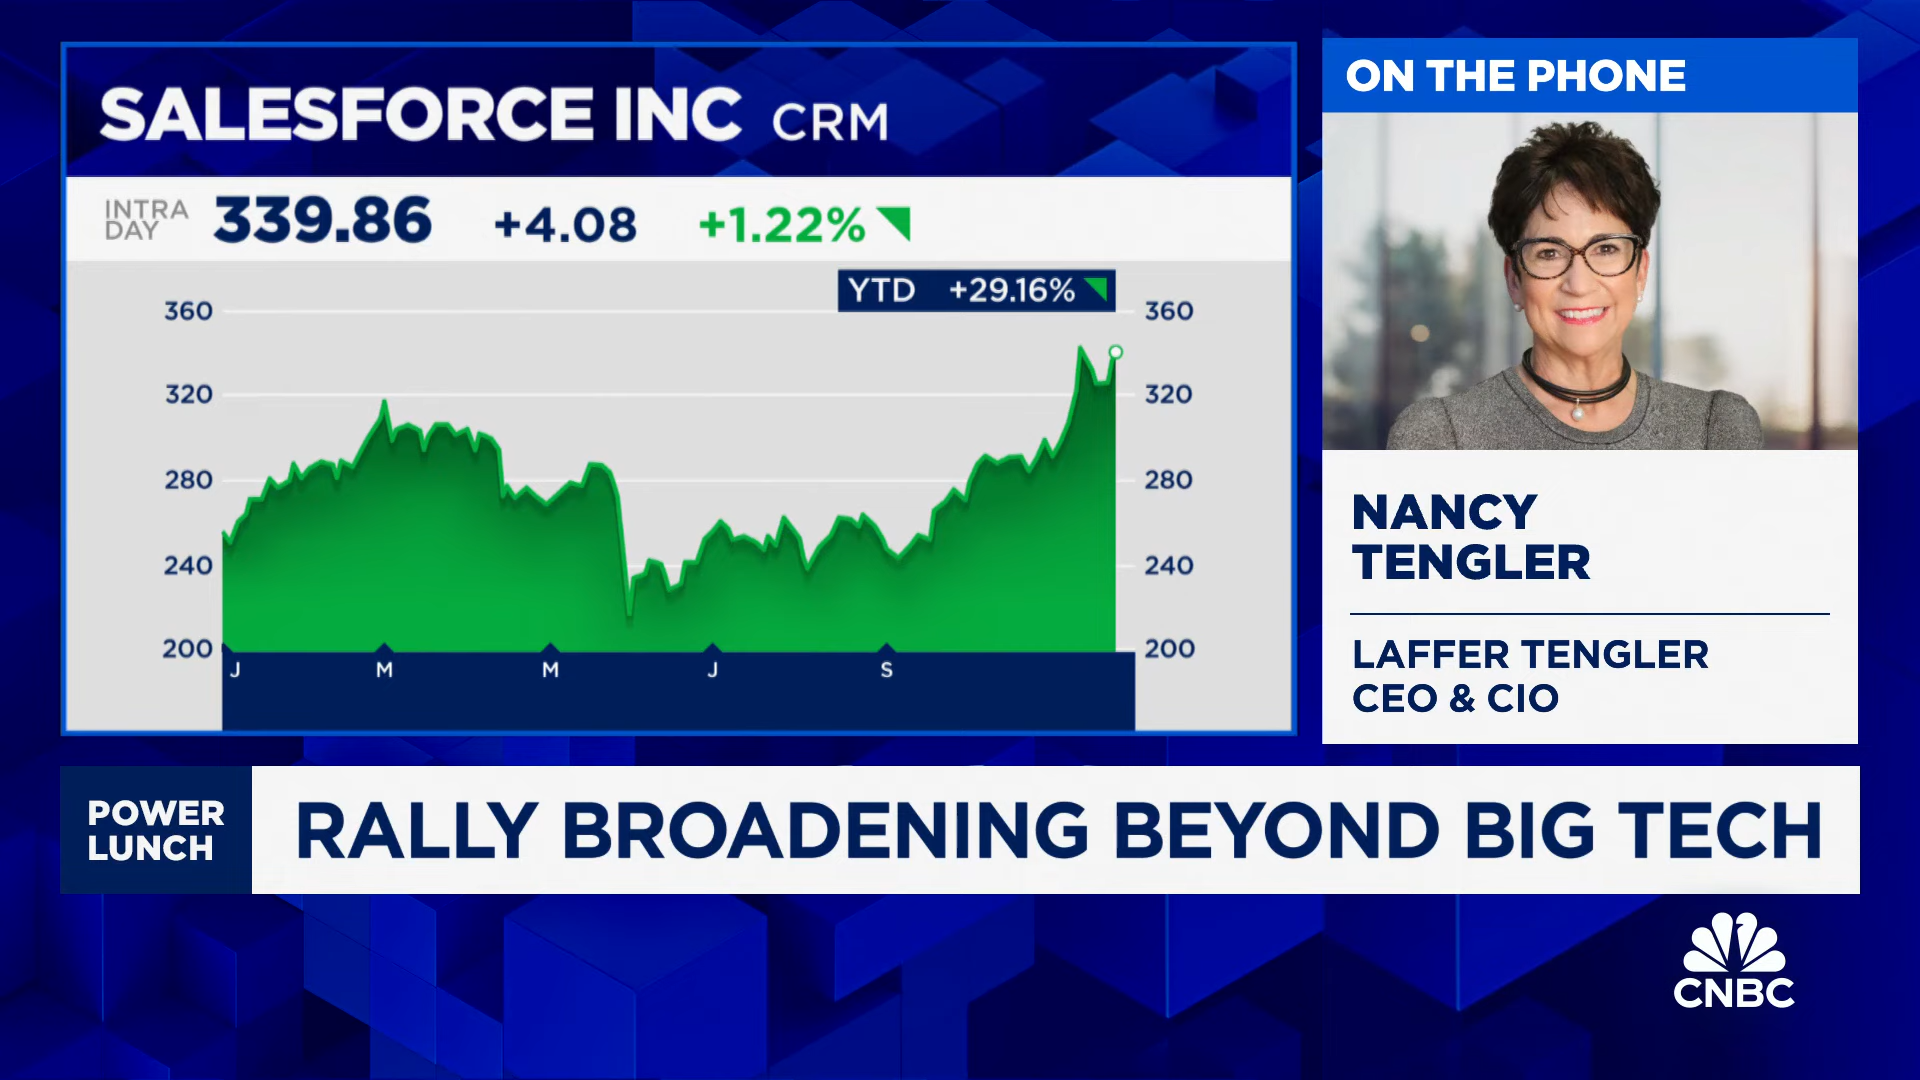 SALESFORCE INC CRM
INTRA
DAY
339.86 +4.08 +1.22%
YTD +29.16%
360 360
320 320
280 280
240 240
200 200
J M M J S
ON THE PHONE
NANCY
TENGLER
LAFFER TENGLER
CEO & CIO
POWER
LUNCH
RALLY BROADENING BEYOND BIG TECH
CNBC